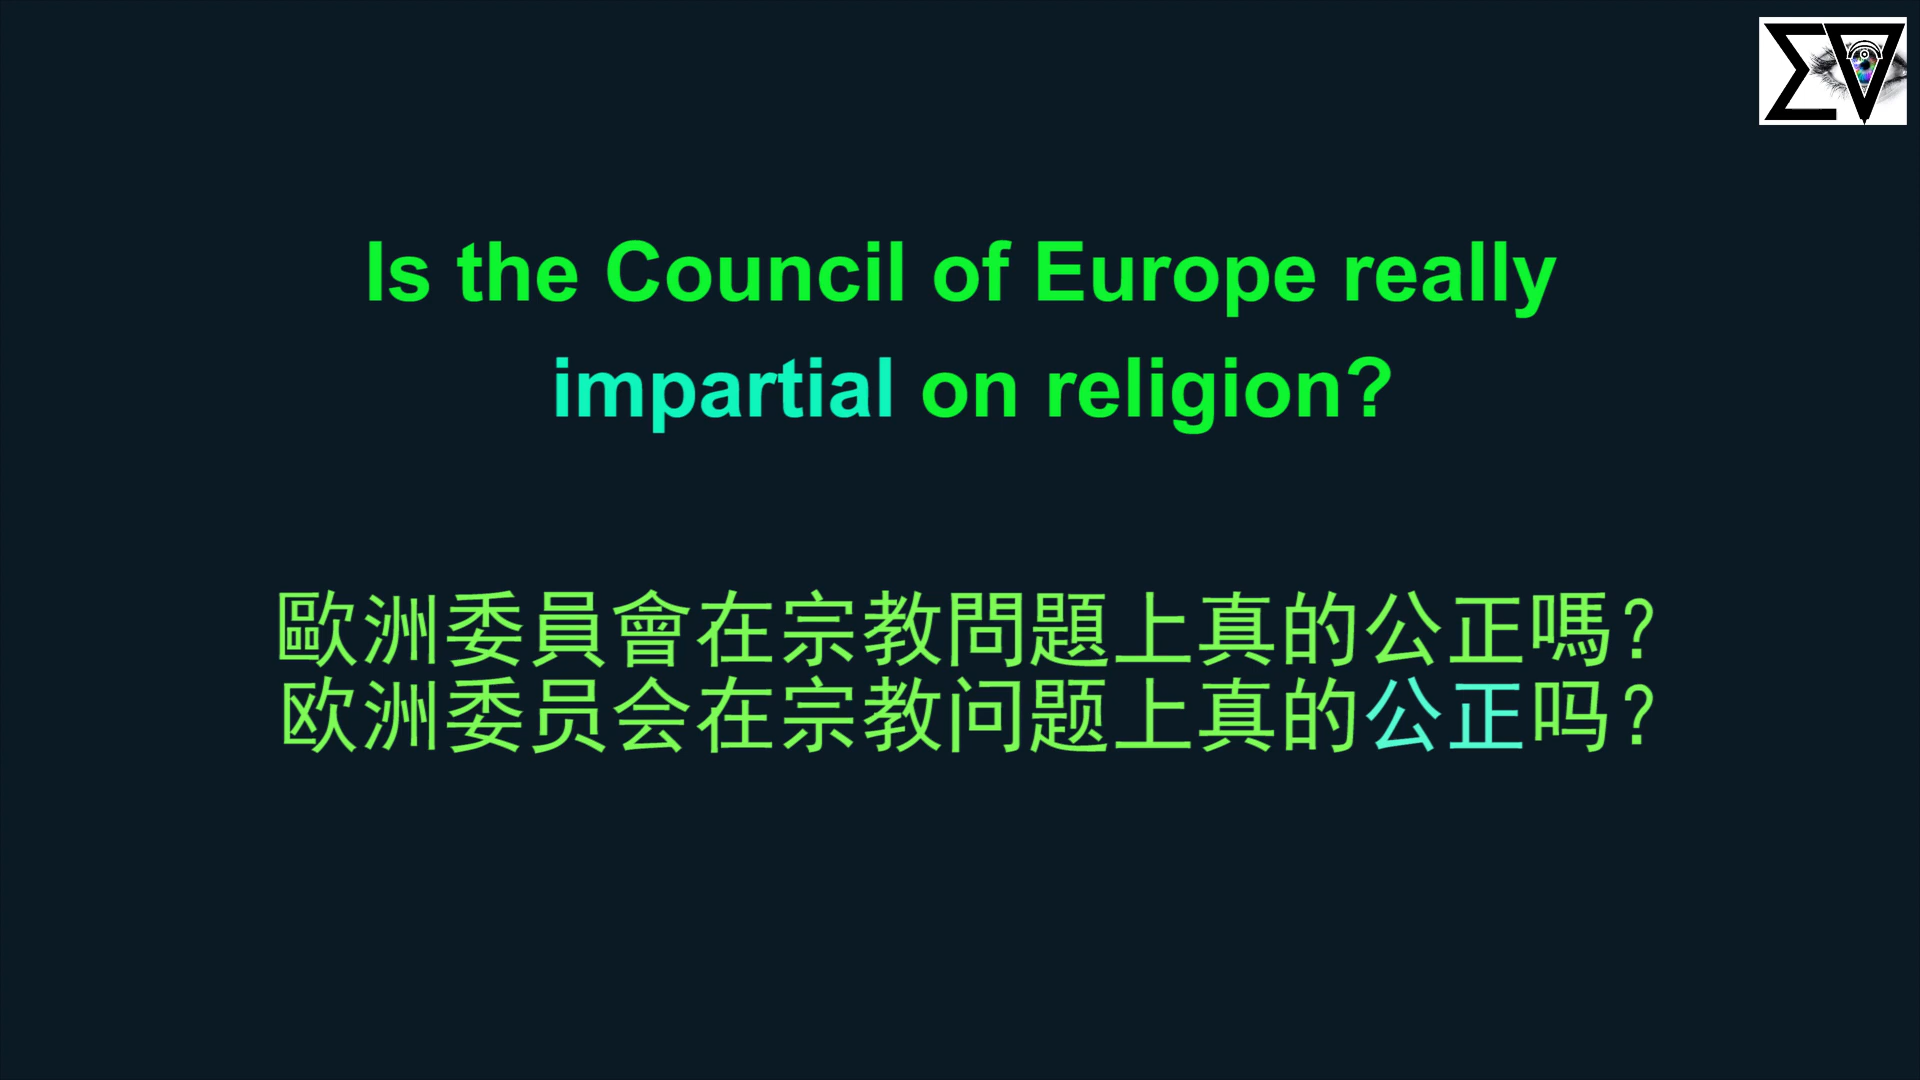 Is the Council of Europe really
impartial on religion?
歐洲委員會在宗教問題上真的公正嗎?
欧洲委员会在宗教问题上真的公正吗?
ΣV